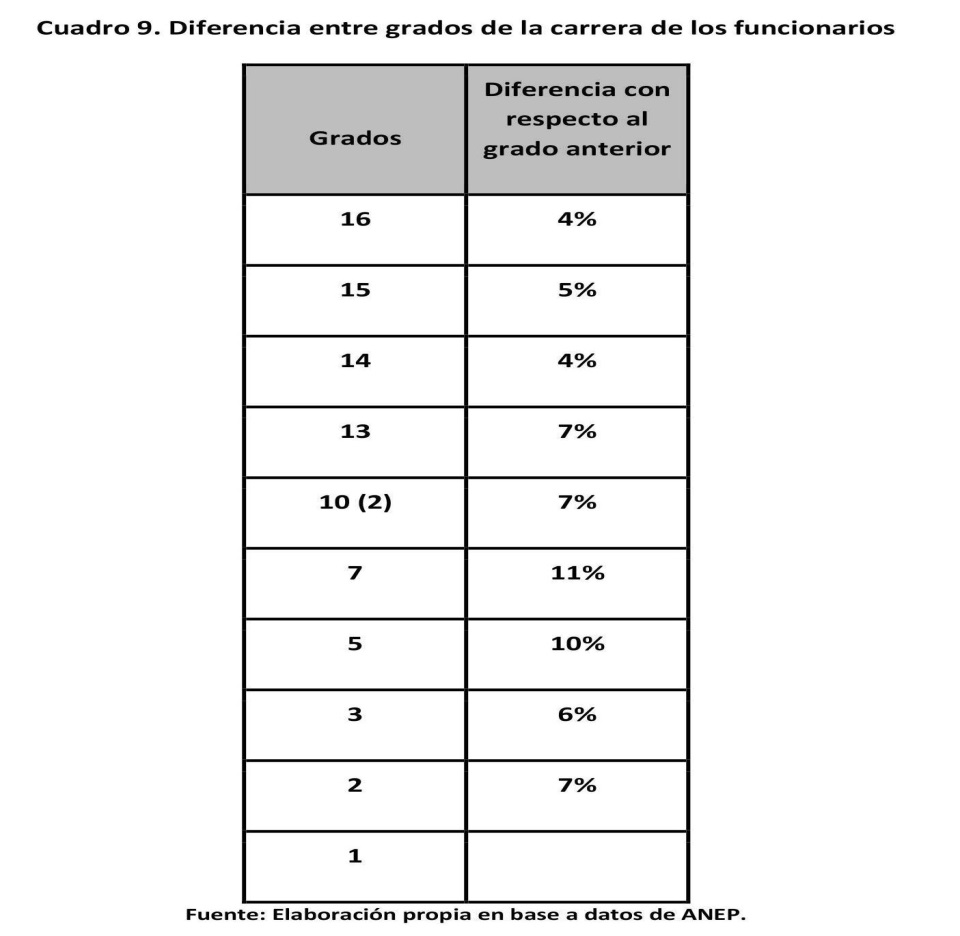 Cuadro 9. Diferencia entre grados de la carrera de los funcionarios
Grados
Diferencia con
respecto al
grado anterior
16 4%
15 5%
14 4%
13 7%
10 (2) 7%
7 11%
5 10%
3 6%
2 7%
1
Fuente: Elaboración propia en base a datos de ANEP.